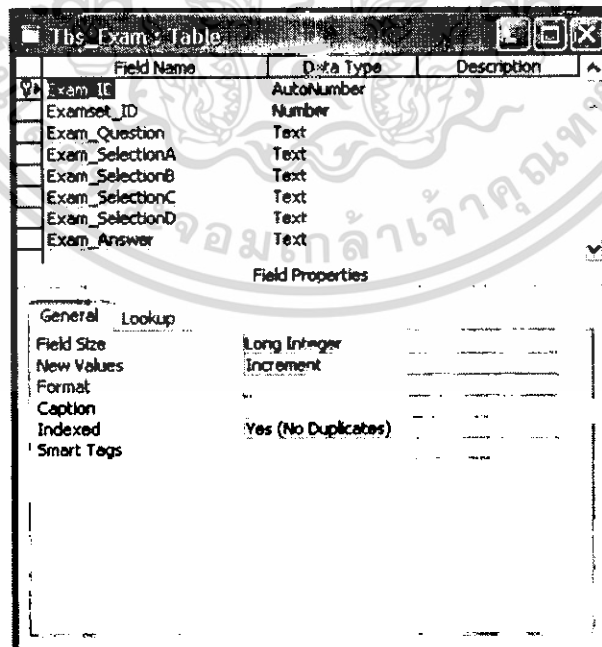 Tbs_Exam : Table
Field Name Data Type Description
Exam_ID AutoNumber
Examset_ID Number
Exam_Question Text
Exam_SelectionA Text
Exam_SelectionB Text
Exam_SelectionC Text
Exam_SelectionD Text
Exam_Answer Text
Field Properties
General Lookup
Field Size Long Integer
New Values Increment
Format
Caption
Indexed Yes (No Duplicates)
Smart Tags